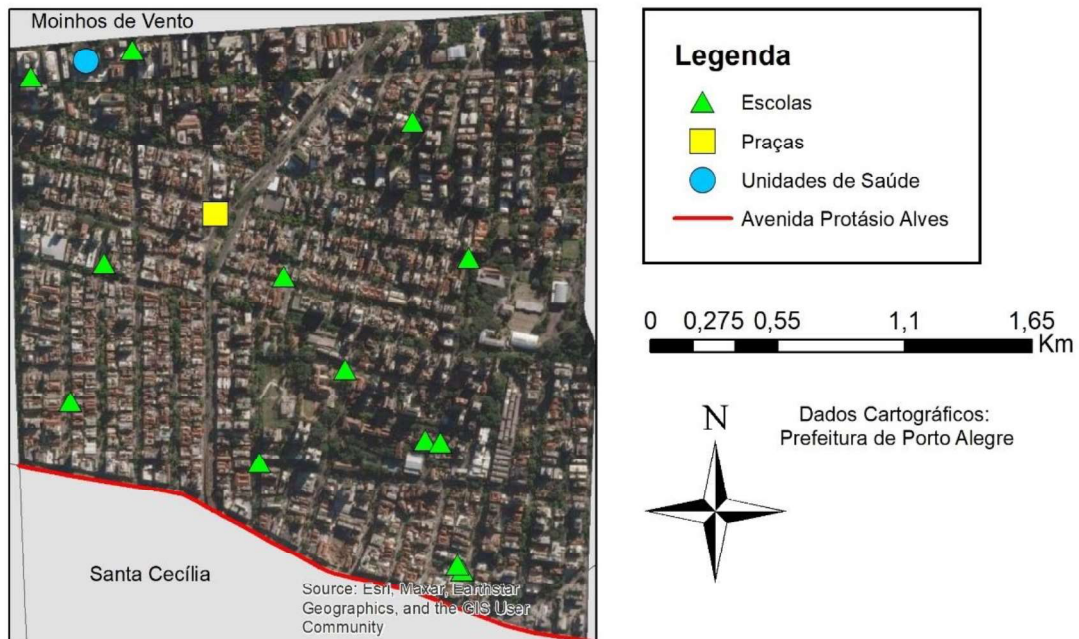 Moinhos de Vento
Santa Cecília
Source: Esri, Maxar, Earthstar
Geographics, and the GIS User
Community
Legenda
Escolas
Praças
Unidades de Saúde
Avenida Protásio Alves
0 0,275 0,55 1,1 1,65
Km
N
Dados Cartográficos:
Prefeitura de Porto Alegre